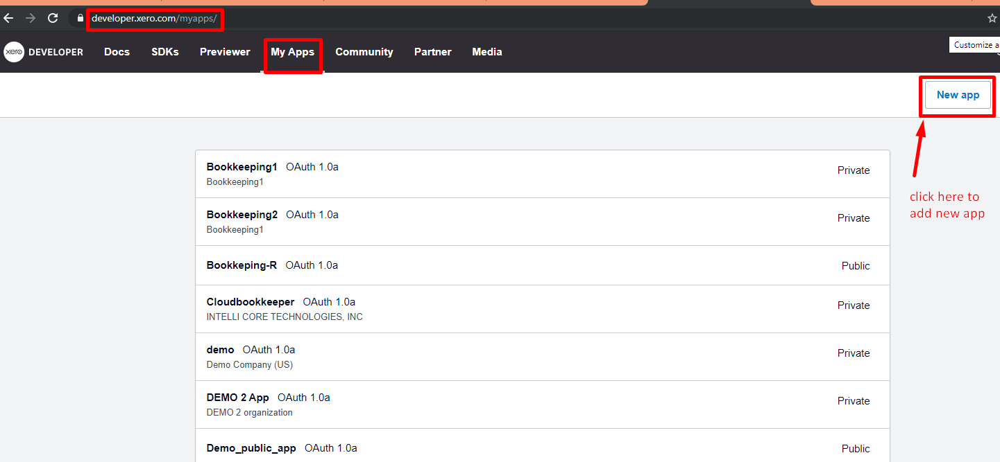 developer.xero.com/myapps/
xero DEVELOPER Docs SDKs Previewer My Apps Community Partner Media
Customize a
New app
Bookkeeping1 OAuth 1.0a
Bookkeeping1
Private
click here to
add new app
Bookkeeping2 OAuth 1.0a
Bookkeeping1
Private
Bookkeping-R OAuth 1.0a
Public
Cloudbookkeeper OAuth 1.0a
INTELLI CORE TECHNOLOGIES, INC
Private
demo OAuth 1.0a
Demo Company (US)
Private
DEMO 2 App OAuth 1.0a
DEMO 2 organization
Private
Demo_public_app OAuth 1.0a
Public